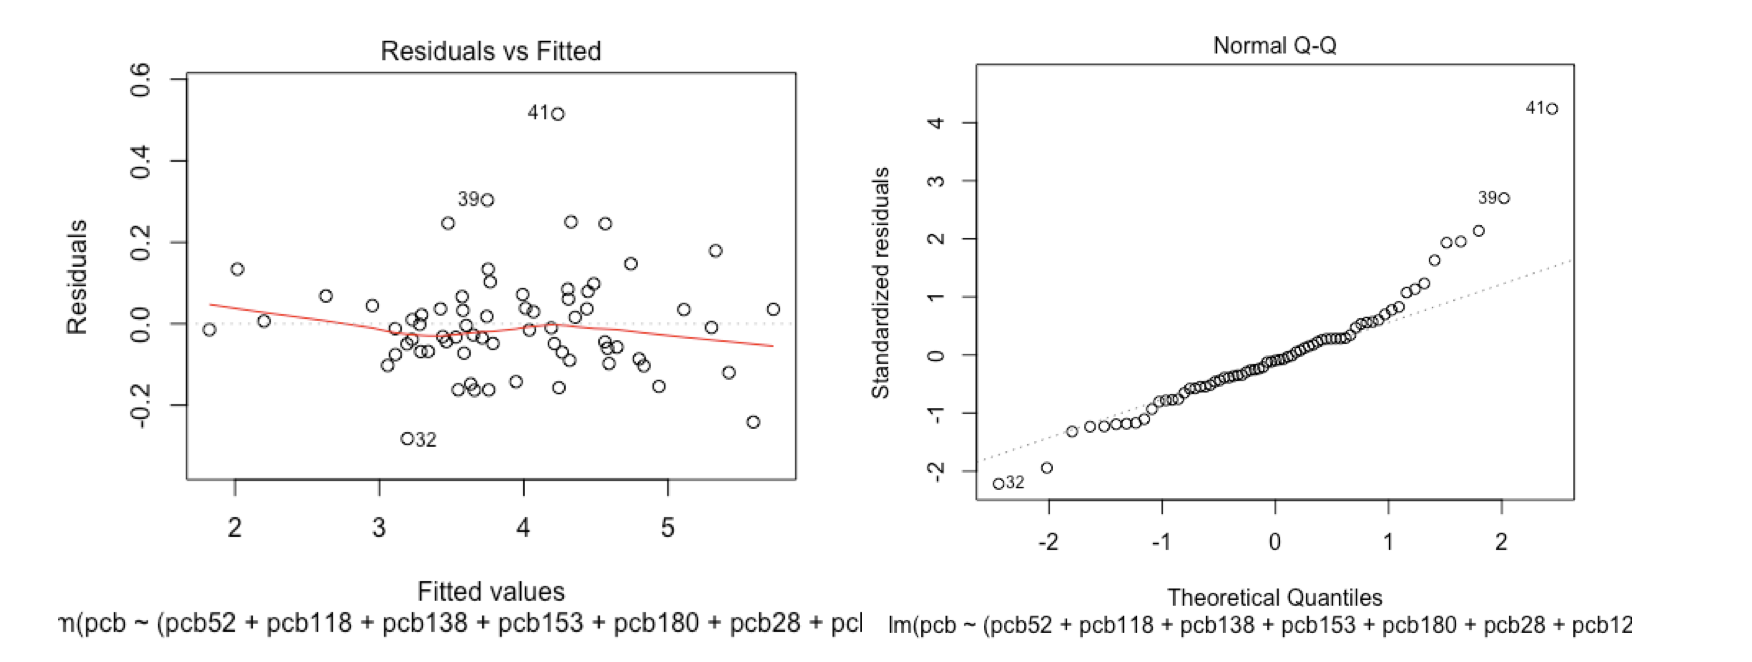 Residuals vs Fitted
Residuals
0.6
0.4
0.2
0.0
-0.2
41
39
32
2 3 4 5
Fitted values
m(pcb ~ (pcb52 + pcb118 + pcb138 + pcb153 + pcb180 + pcb28 + pcl
Normal Q-Q
Standardized residuals
4
3
2
1
0
-1
-2
41
39
32
-2 -1 0 1 2
Theoretical Quantiles
lm(pcb ~ (pcb52 + pcb118 + pcb138 + pcb153 + pcb180 + pcb28 + pcb12